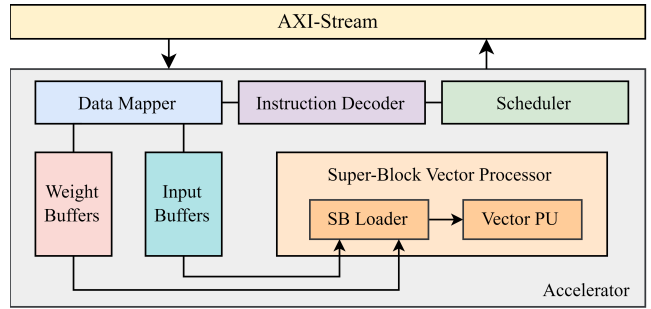 AXI-Stream
Data Mapper
Instruction Decoder
Scheduler
Weight
Buffers
Input
Buffers
Super-Block Vector Processor
SB Loader
Vector PU
Accelerator